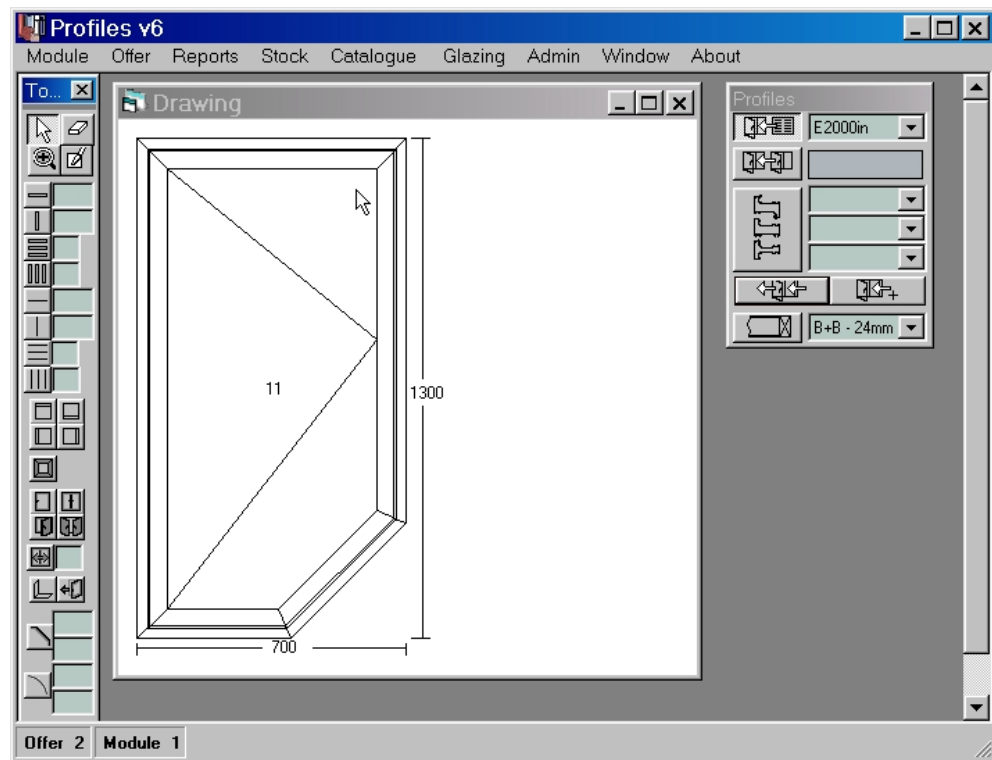 Profiles v6
Module Offer Reports Stock Catalogue Glazing Admin Window About
To...
Drawing
Profiles
E2000in
B+B - 24mm
11
1300
700
Offer 2 Module 1